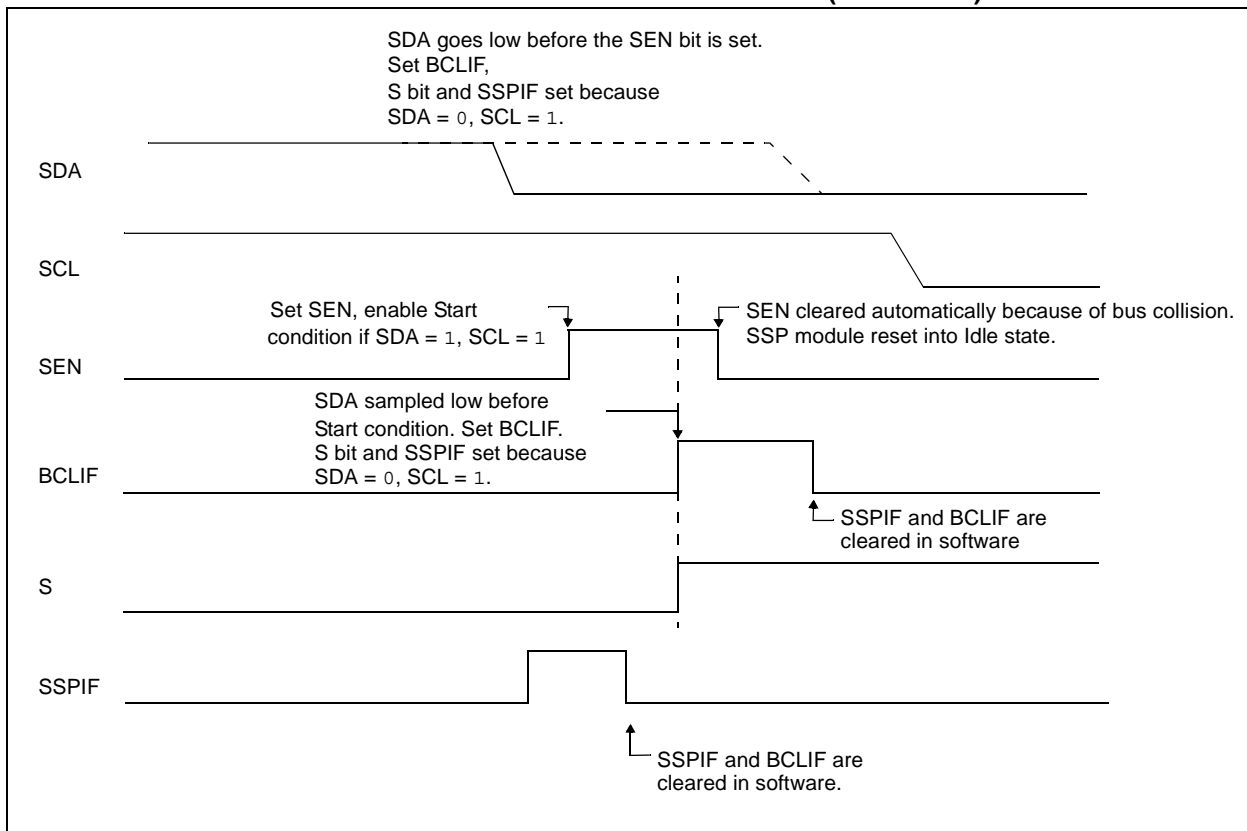 SDA goes low before the SEN bit is set.
Set BCLIF,
S bit and SSPIF set because
SDA = 0, SCL = 1.
SDA
SCL
Set SEN, enable Start
condition if SDA = 1, SCL = 1
SEN cleared automatically because of bus collision.
SSP module reset into Idle state.
SEN
SDA sampled low before
Start condition. Set BCLIF.
S bit and SSPIF set because
SDA = 0, SCL = 1.
BCLIF
SSPIF and BCLIF are
cleared in software
S
SSPIF
SSPIF and BCLIF are
cleared in software.